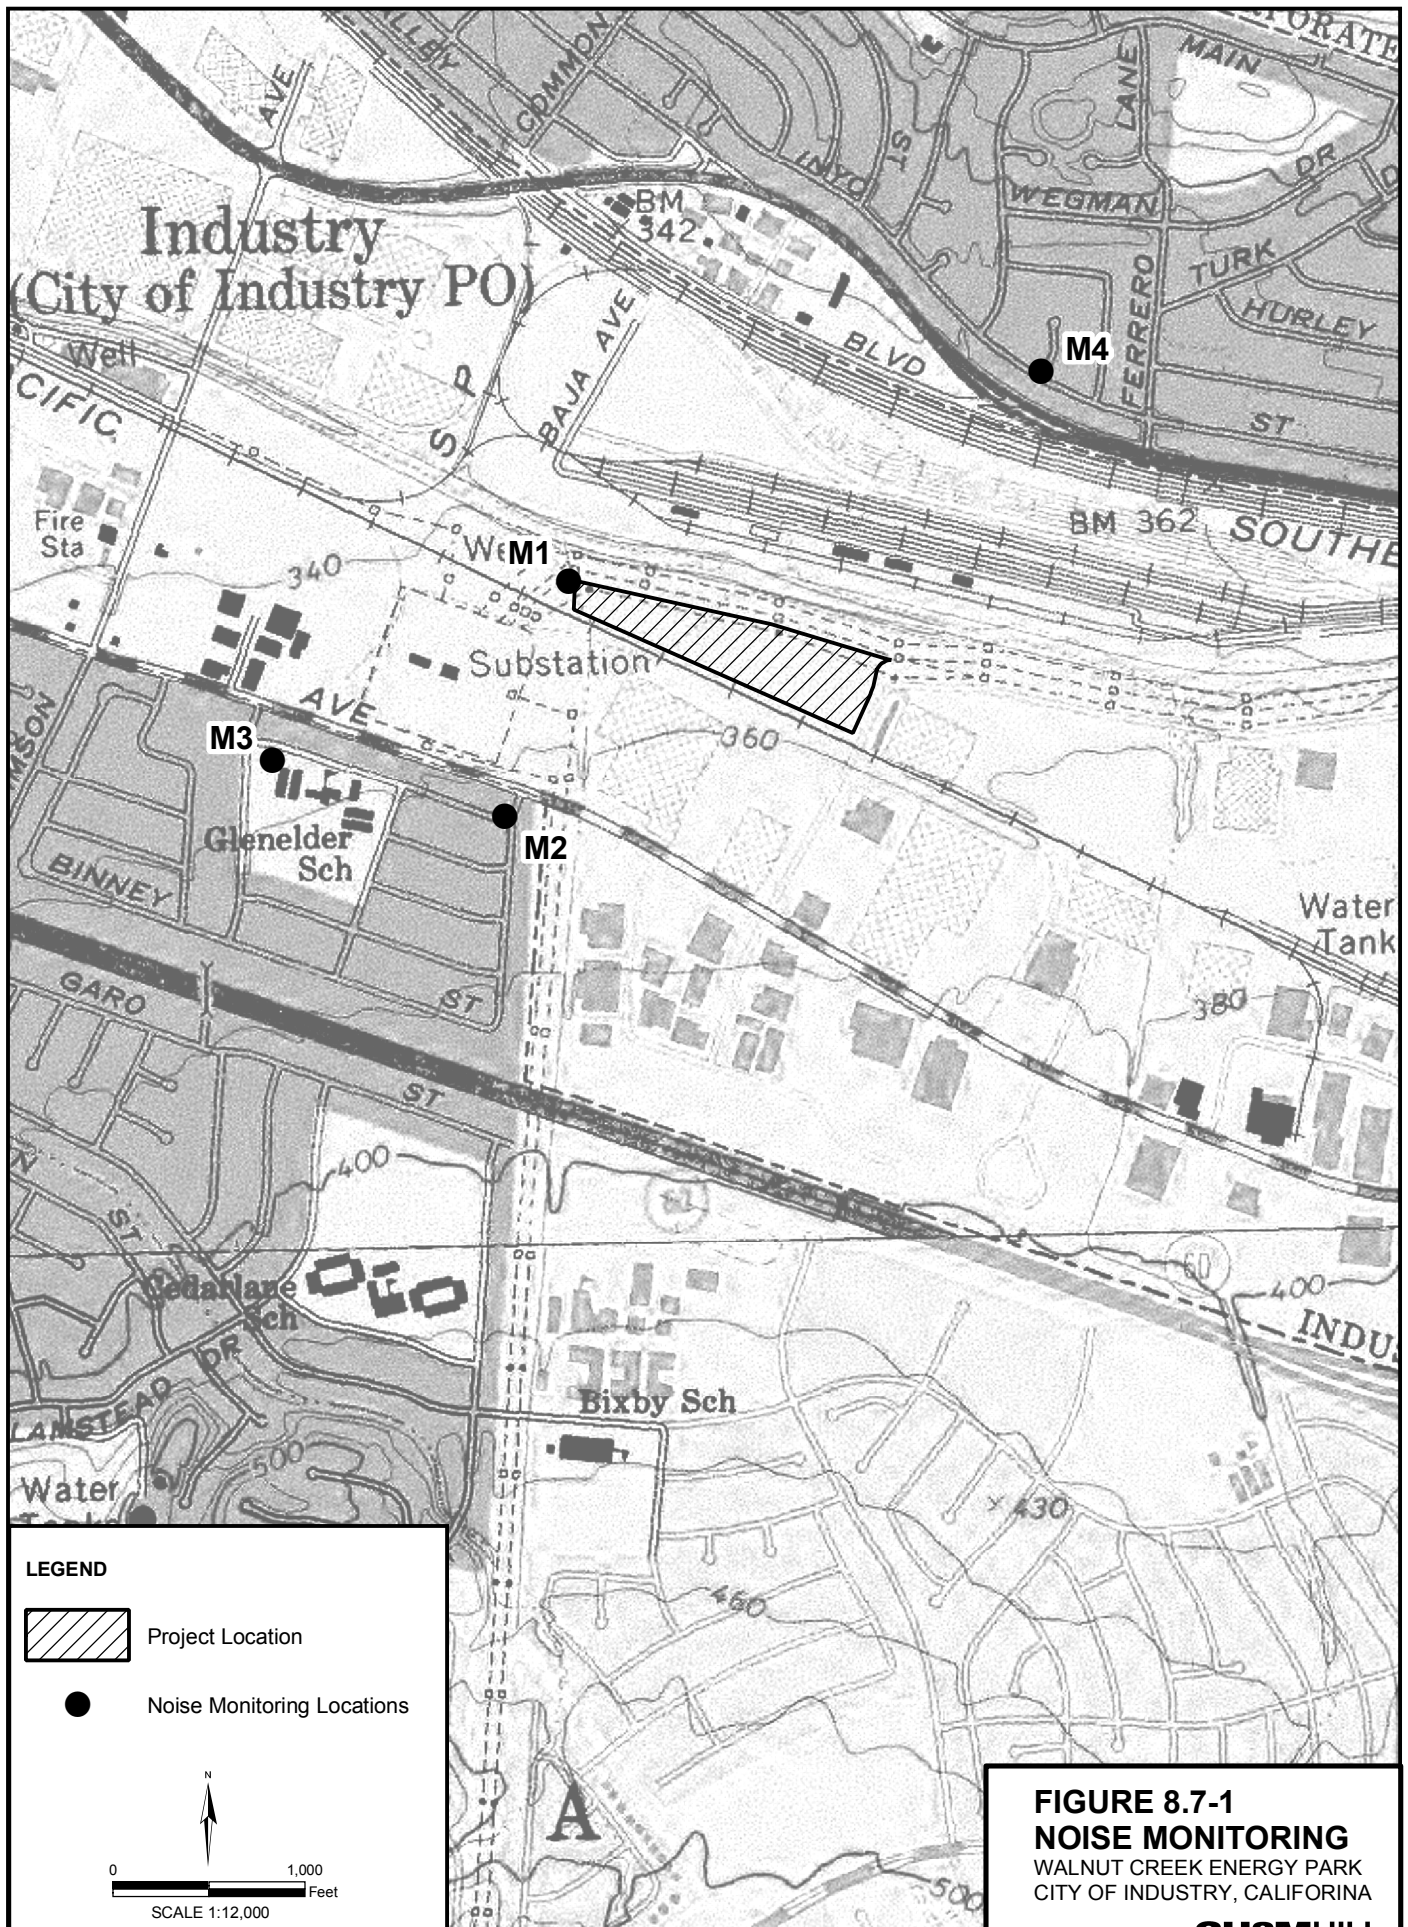 ORPORATE
ALLEY
COMMON
AVE
MAIN
LANE
ST
INYO
DR
WEGMAN
BM
342
Industry
(City of Industry PO)
TURK
FERRERO
HURLEY
AVE
BAJA
BLVD
M4
Well
CIFIC
S P
ST
Fire
Sta
BM 362
SOUTHE
340
M1
Substation
AVE
360
M3
M2
Glenelder
Sch
BINNEY
Water
Tank
GARO
ST
380
ST
400
ST
60
400
INDUS
Cedarlane
Sch
DR
LAMSTEAD
Bixby Sch
500
Water
430
460
A
500
LEGEND
Project Location
Noise Monitoring Locations
N
0 1,000
Feet
SCALE 1:12,000
FIGURE 8.7-1
NOISE MONITORING
WALNUT CREEK ENERGY PARK
CITY OF INDUSTRY, CALIFORINA